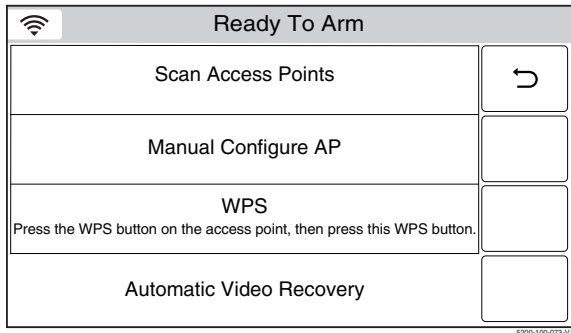 Ready To Arm
Scan Access Points
Manual Configure AP
WPS
Press the WPS button on the access point, then press this WPS button.
Automatic Video Recovery